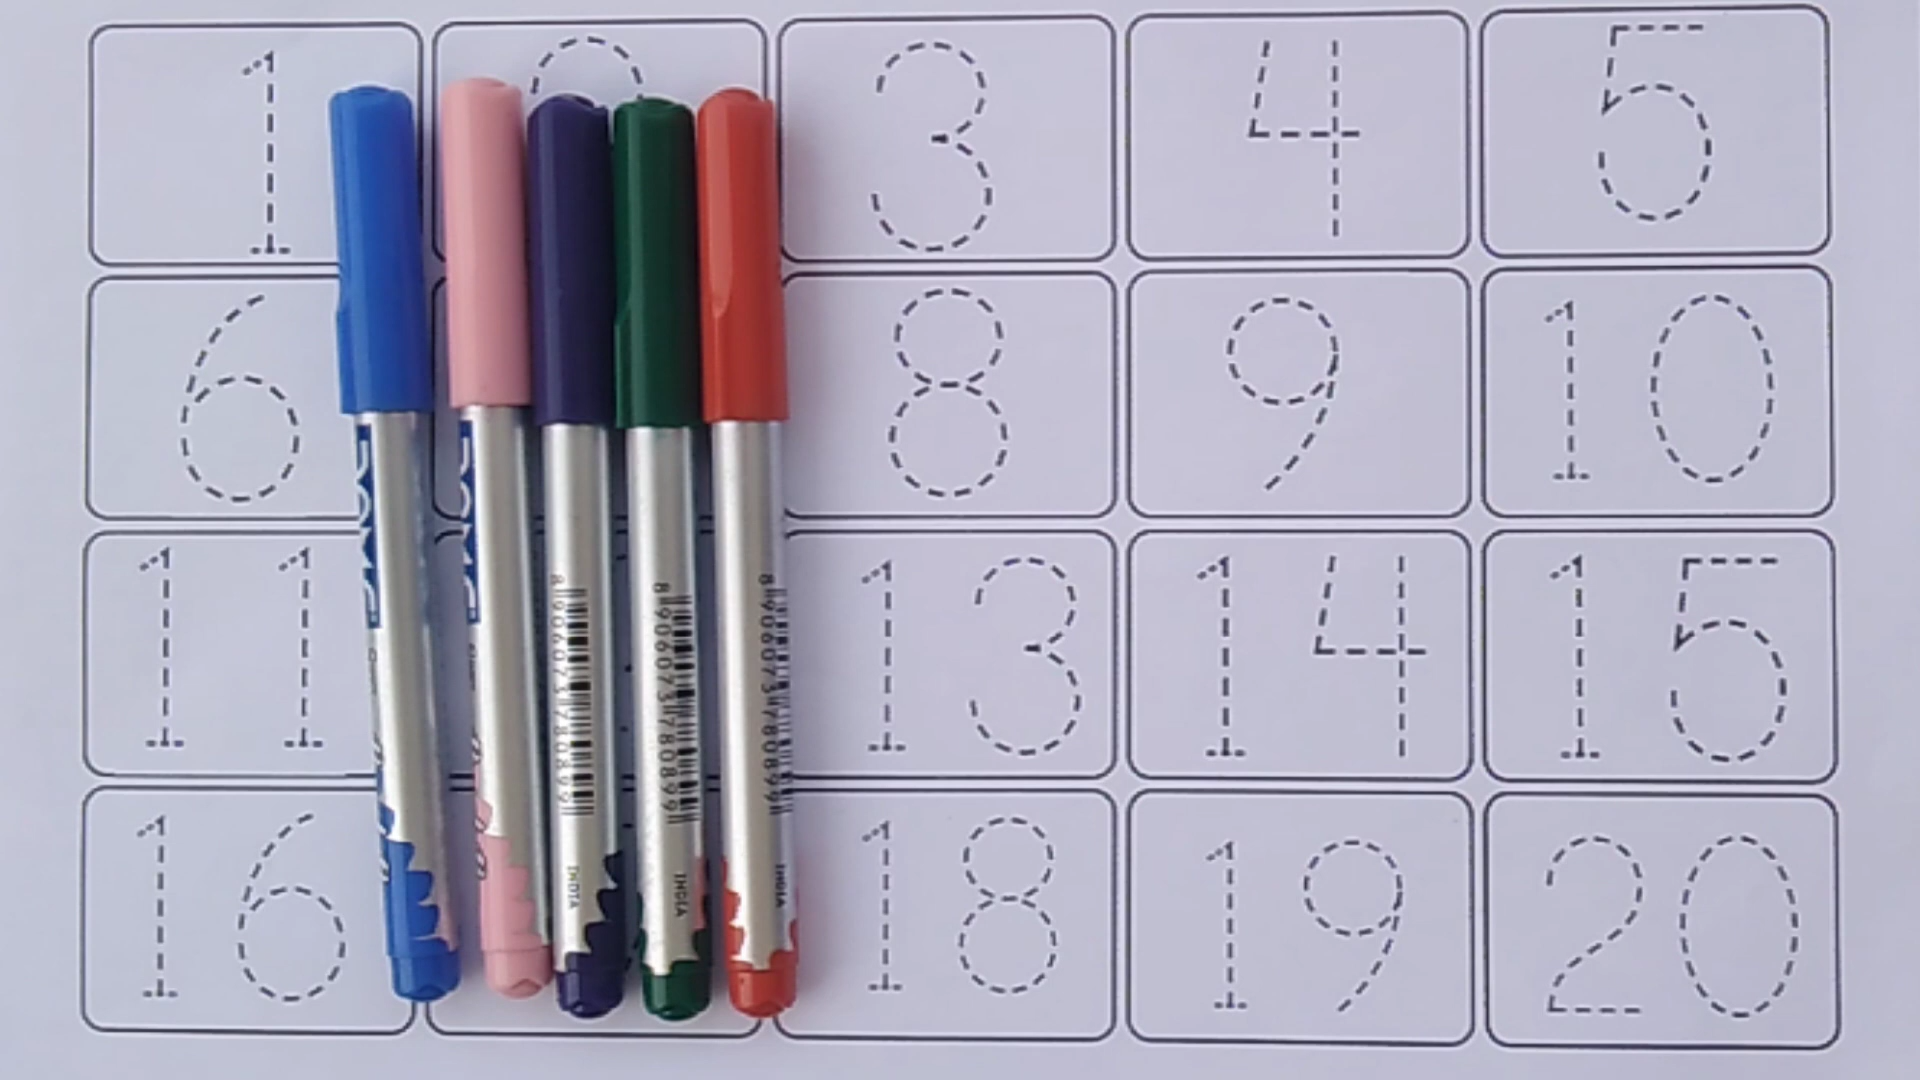 1 3 4 5
6 8 9 10
11 13 14 15
16 18 19 20
DOMS
DOMS
8906073780899
8906073780899
8906073780899
INDIA
INDIA
INDIA